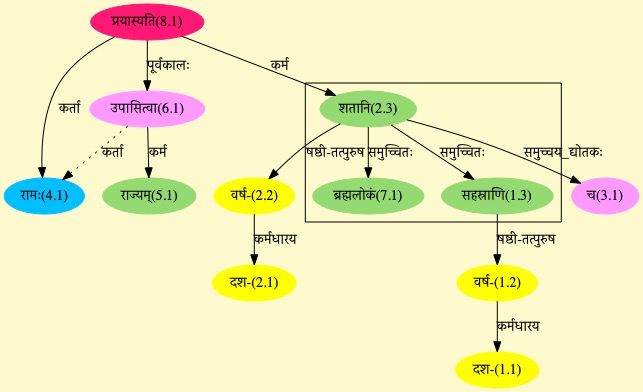 प्रयास्यति(8.1)
पूर्वकालः
कर्म
कर्ता
उपासित्वा(6.1)
शतानि(2.3)
कर्ता
कर्म
षष्ठी-तत्पुरुष
समुच्चितः
समुच्चितः
समुच्चय_द्योतकः
रामः(4.1)
राज्यम्(5.1)
वर्ष-(2.2)
ब्रह्मलोकं(7.1)
सहस्राणि(1.3)
च(3.1)
कर्मधारय
षष्ठी-तत्पुरुष
दश-(2.1)
वर्ष-(1.2)
कर्मधारय
दश-(1.1)